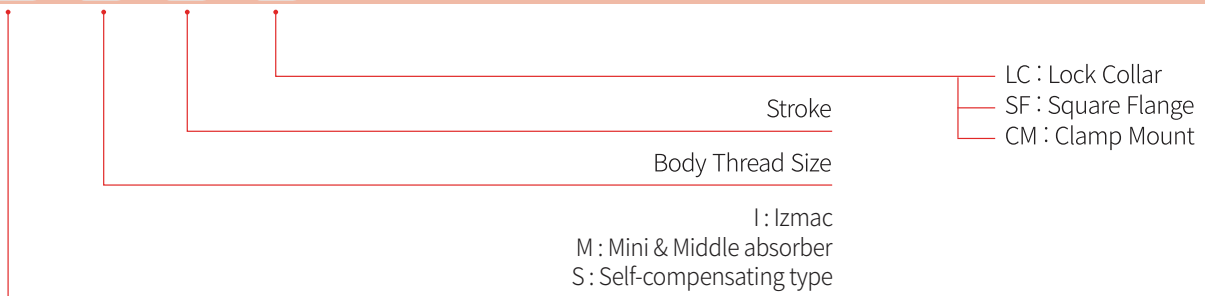 LC : Lock Collar
SF : Square Flange
CM : Clamp Mount
Stroke
Body Thread Size
I : Izmac
M : Mini & Middle absorber
S : Self-compensating type